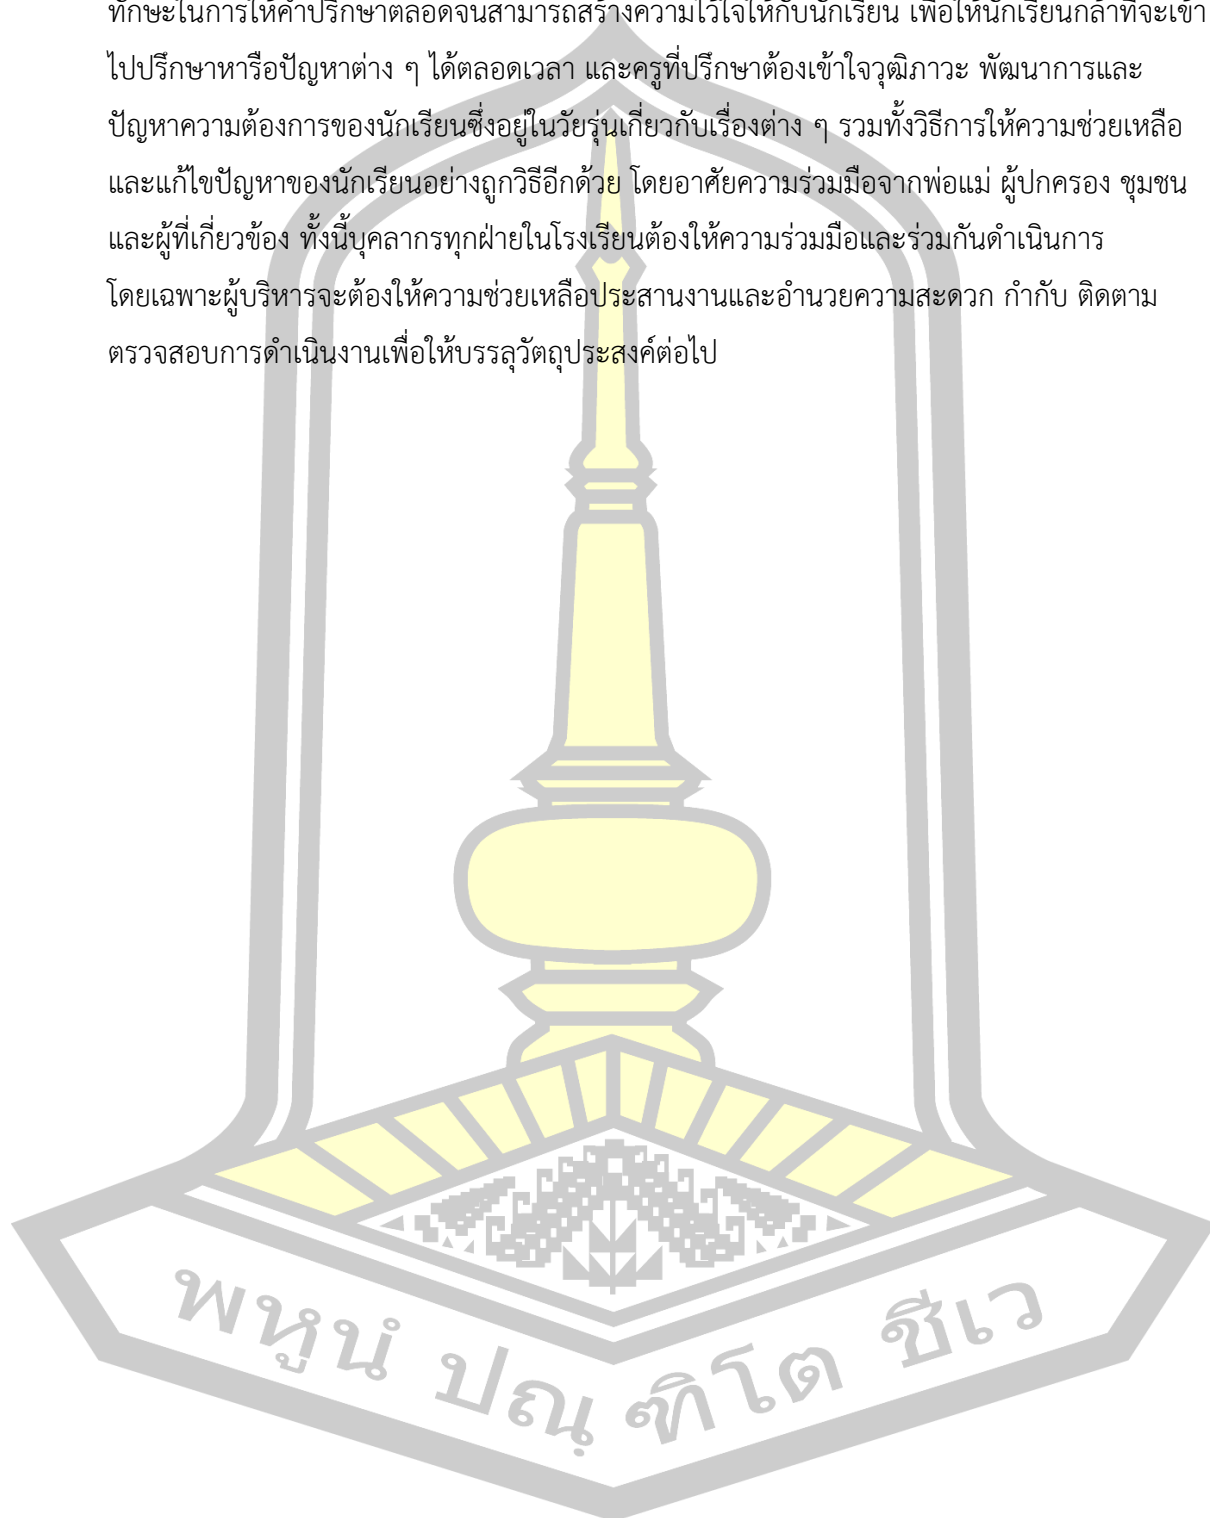 ทักษะในการให้คำปรึกษาตลอดจนสามารถสร้างความไว้ใจให้กับนักเรียน เพื่อให้นักเรียนกล้าที่จะเข้า
ไปปรึกษาหารือปัญหาต่าง ๆ ได้ตลอดเวลา และครูที่ปรึกษาต้องเข้าใจวุฒิภาวะ พัฒนาการและ
ปัญหาความต้องการของนักเรียนซึ่งอยู่ในวัยรุ่นเกี่ยวกับเรื่องต่าง ๆ รวมทั้งวิธีการให้ความช่วยเหลือ
และแก้ไขปัญหาของนักเรียนอย่างถูกวิธีอีกด้วย โดยอาศัยความร่วมมือจากพ่อแม่ ผู้ปกครอง ชุมชน
และผู้ที่เกี่ยวข้อง ทั้งนี้บุคลากรทุกฝ่ายในโรงเรียนต้องให้ความร่วมมือและร่วมกันดำเนินการ
โดยเฉพาะผู้บริหารจะต้องให้ความช่วยเหลือประสานงานและอำนวยความสะดวก กำกับ ติดตาม
ตรวจสอบการดำเนินงานเพื่อให้บรรลุวัตถุประสงค์ต่อไป
พหูนํ ปณฺฑิโต ชีเว